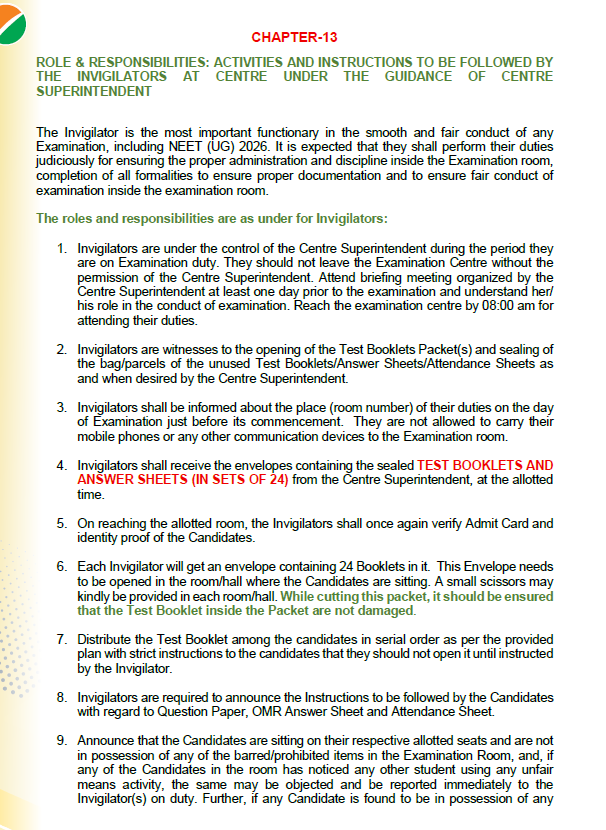 CHAPTER-13
ROLE & RESPONSIBILITIES: ACTIVITIES AND INSTRUCTIONS TO BE FOLLOWED BY
THE INVIGILATORS AT CENTRE UNDER THE GUIDANCE OF CENTRE
SUPERINTENDENT
The Invigilator is the most important functionary in the smooth and fair conduct of any
Examination, including NEET (UG) 2026. It is expected that they shall perform their duties
judiciously for ensuring the proper administration and discipline inside the Examination room,
completion of all formalities to ensure proper documentation and to ensure fair conduct of
examination inside the examination room.
The roles and responsibilities are as under for Invigilators:
1. Invigilators are under the control of the Centre Superintendent during the period they
are on Examination duty. They should not leave the Examination Centre without the
permission of the Centre Superintendent. Attend briefing meeting organized by the
Centre Superintendent at least one day prior to the examination and understand her/
his role in the conduct of examination. Reach the examination centre by 08:00 am for
attending their duties.
2. Invigilators are witnesses to the opening of the Test Booklets Packet(s) and sealing of
the bag/parcels of the unused Test Booklets/Answer Sheets/Attendance Sheets as
and when desired by the Centre Superintendent.
3. Invigilators shall be informed about the place (room number) of their duties on the day
of Examination just before its commencement. They are not allowed to carry their
mobile phones or any other communication devices to the Examination room.
4. Invigilators shall receive the envelopes containing the sealed TEST BOOKLETS AND
ANSWER SHEETS (IN SETS OF 24) from the Centre Superintendent, at the allotted
time.
5. On reaching the allotted room, the Invigilators shall once again verify Admit Card and
identity proof of the Candidates.
6. Each Invigilator will get an envelope containing 24 Booklets in it. This Envelope needs
to be opened in the room/hall where the Candidates are sitting. A small scissors may
kindly be provided in each room/hall. While cutting this packet, it should be ensured
that the Test Booklet inside the Packet are not damaged.
7. Distribute the Test Booklet among the candidates in serial order as per the provided
plan with strict instructions to the candidates that they should not open it until instructed
by the Invigilator.
8. Invigilators are required to announce the Instructions to be followed by the Candidates
with regard to Question Paper, OMR Answer Sheet and Attendance Sheet.
9. Announce that the Candidates are sitting on their respective allotted seats and are not
in possession of any of the barred/prohibited items in the Examination Room, and, if
any of the Candidates in the room has noticed any other student using any unfair
means activity, the same may be objected and be reported immediately to the
Invigilator(s) on duty. Further, if any Candidate is found to be in possession of any